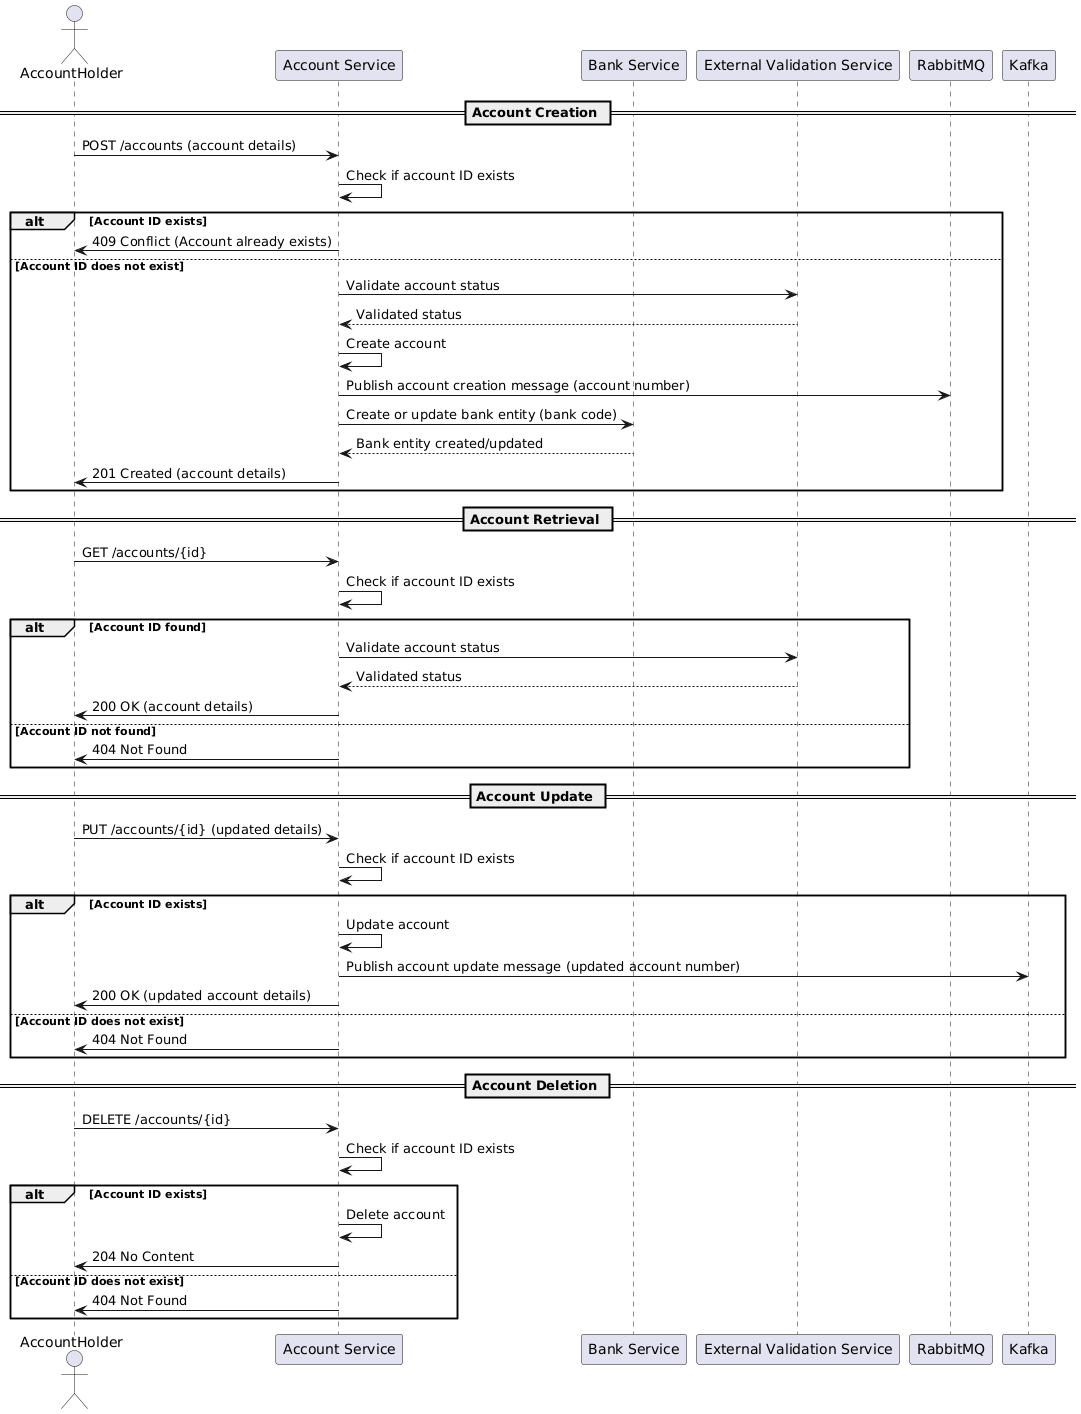 AccountHolder
Account Service
Bank Service
External Validation Service
RabbitMQ
Kafka
Account Creation
POST /accounts (account details)
Check if account ID exists
alt
[Account ID exists]
409 Conflict (Account already exists)
[Account ID does not exist]
Validate account status
Validated status
Create account
Publish account creation message (account number)
Create or update bank entity (bank code)
Bank entity created/updated
201 Created (account details)
Account Retrieval
GET /accounts/{id}
Check if account ID exists
alt
[Account ID found]
Validate account status
Validated status
200 OK (account details)
[Account ID not found]
404 Not Found
Account Update
PUT /accounts/{id} (updated details)
Check if account ID exists
alt
[Account ID exists]
Update account
Publish account update message (updated account number)
200 OK (updated account details)
[Account ID does not exist]
404 Not Found
Account Deletion
DELETE /accounts/{id}
Check if account ID exists
alt
[Account ID exists]
Delete account
204 No Content
[Account ID does not exist]
404 Not Found
AccountHolder
Account Service
Bank Service
External Validation Service
RabbitMQ
Kafka